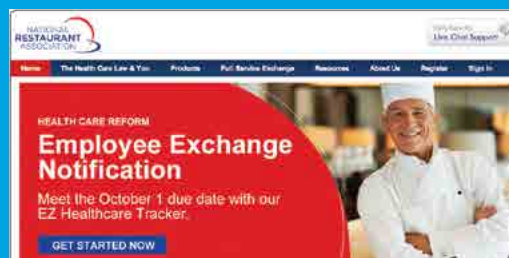 NATIONAL
RESTAURANT
ASSOCIATION
Live Chat Support
Home The Health Care Law & You Products Full Service Exchange Resources About Us Register Sign In
HEALTH CARE REFORM
Employee Exchange
Notification
Meet the October 1 due date with our
EZ Healthcare Tracker.
GET STARTED NOW